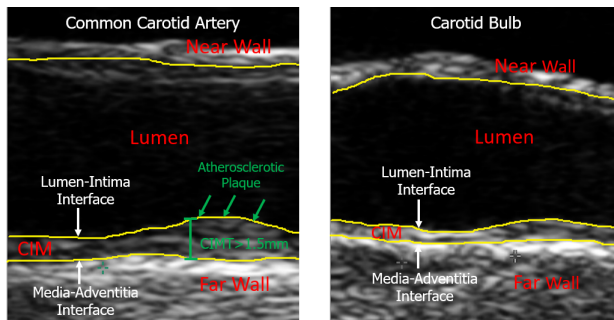 Common Carotid Artery
Near Wall
Lumen
Atherosclerotic
Plaque
Lumen-Intima
Interface
CIM
CIMT>1.5mm
Media-Adventitia
Interface
Far Wall
Carotid Bulb
Near Wall
Lumen
Lumen-Intima
Interface
CIM
Media-Adventitia
Interface
Far Wall